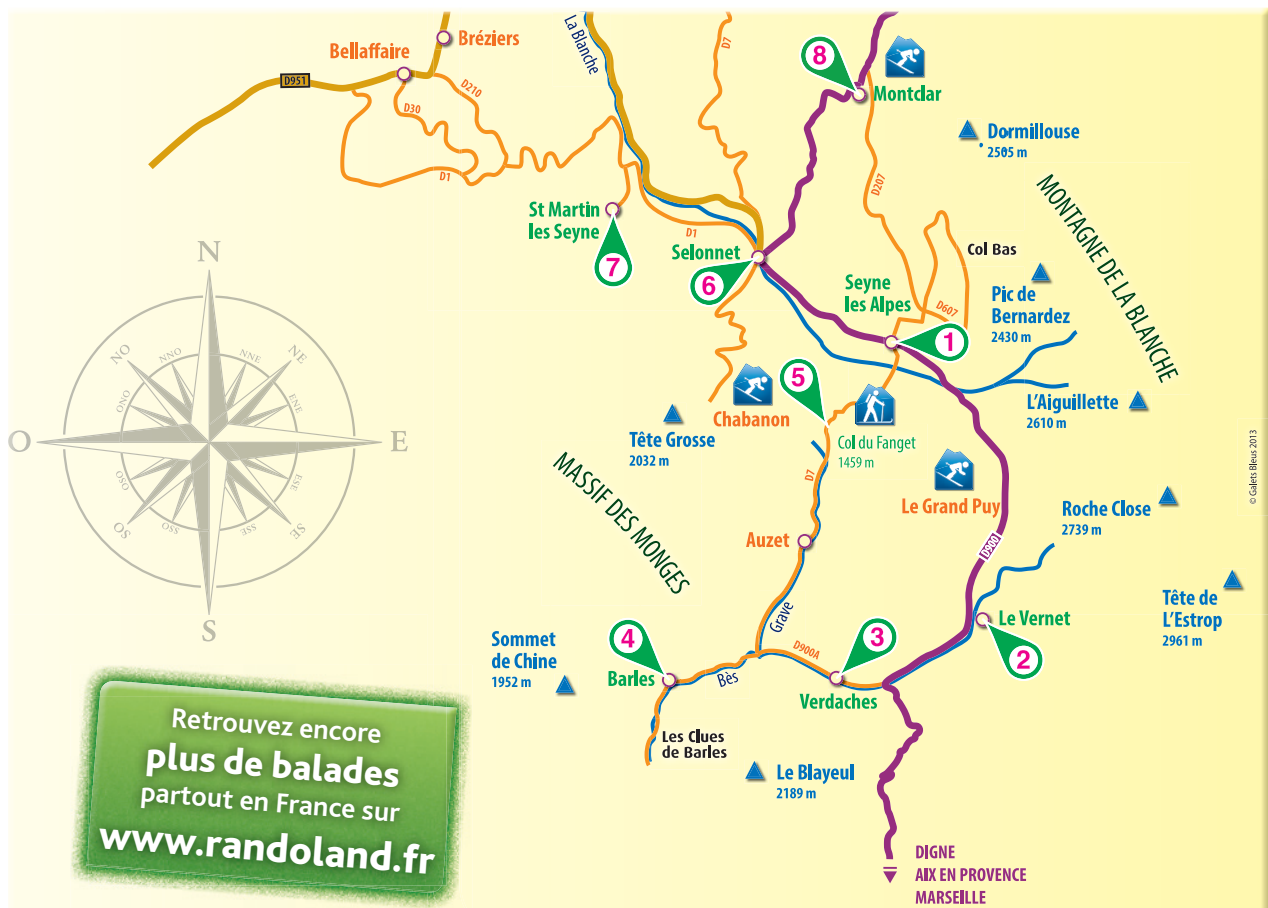 La Blanche
D7
Bréziers
Bellaffaire
D951
D210
D30
D1
8
Montclar
Dormillouse
2505 m
D207
MONTAGNE DE LA BLANCHE
St Martin
les Seyne
7
D1
Selonnet
6
Col Bas
Seyne
les Alpes
D607
1
Pic de
Bernardez
2430 m
N
NNO
NNE
NO
NE
ONO
ENE
O
E
OSO
ESE
SO
SE
SSO
SSE
S
5
Chabanon
Tête Grosse
2032 m
Col du Fanget
1459 m
L'Aiguillette
2610 m
MASSIF DES MONGES
D7
Le Grand Puy
Roche Close
2739 m
© Galets Bleus 2013
Auzet
D900
Tête de
L'Estrop
2961 m
Grave
Le Vernet
2
Sommet
de Chine
1952 m
4
Barles
Bès
D900A
3
Verdaches
Les Clues
de Barles
Le Blayeul
2189 m
Retrouvez encore
plus de balades
partout en France sur
www.randoland.fr
DIGNE
AIX EN PROVENCE
MARSEILLE